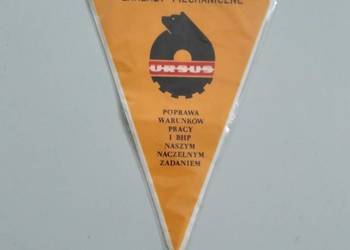 ZAKŁADY MECHANICZNE
URSUS
POPRAWA
WARUNKÓW
PRACY
I BHP
NASZYM
NACZELNYM
ZADANIEM